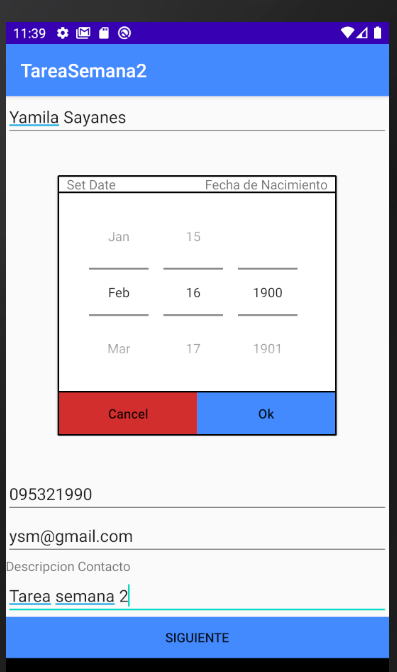 11:39
TareaSemana2
Yamila Sayanes
Set Date Fecha de Nacimiento
Jan 15
Feb 16 1900
Mar 17 1901
Cancel Ok
095321990
ysm@gmail.com
Descripcion Contacto
Tarea semana 2
SIGUIENTE